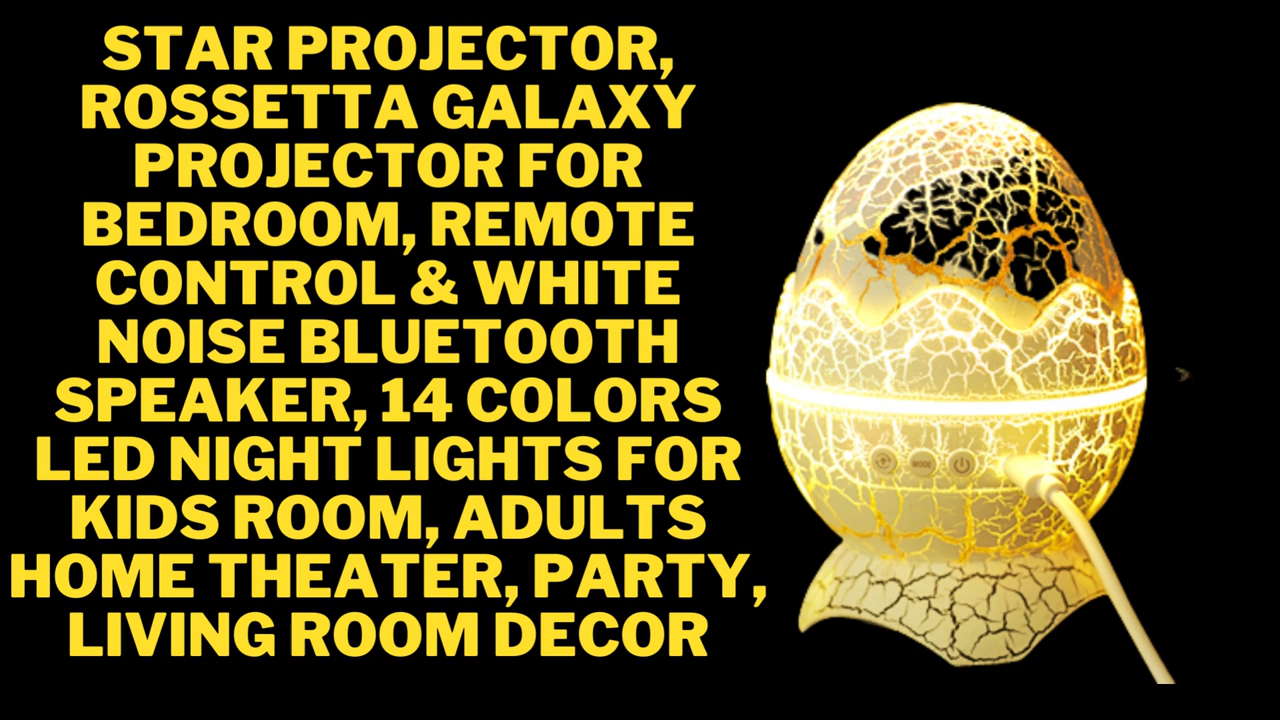 STAR PROJECTOR,
ROSSETTA GALAXY
PROJECTOR FOR
BEDROOM, REMOTE
CONTROL & WHITE
NOISE BLUETOOTH
SPEAKER, 14 COLORS
LED NIGHT LIGHTS FOR
KIDS ROOM, ADULTS
HOME THEATER, PARTY,
LIVING ROOM DECOR
MODE